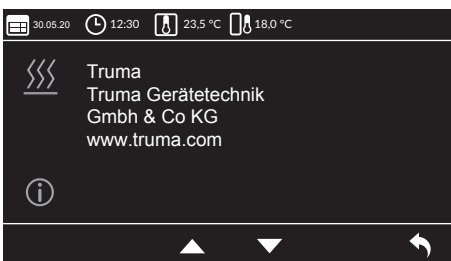 30.05.20 12:30 23,5 °C 18,0 °C
Truma
Truma Gerätetechnik
Gmbh & Co KG
www.truma.com